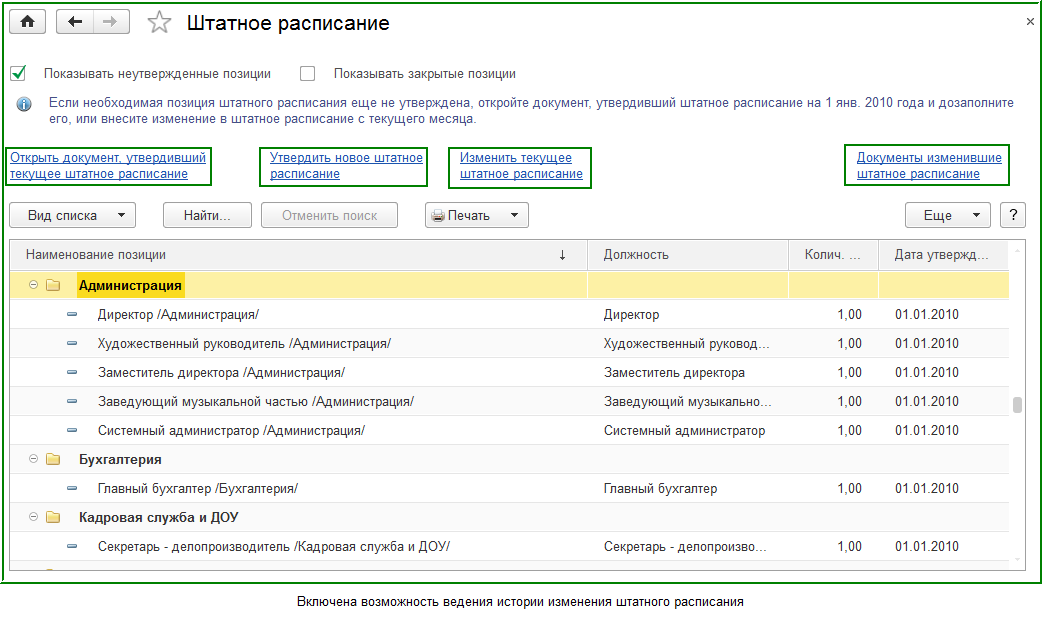 Штатное расписание
×
Показывать неутвержденные позиции Показывать закрытые позиции
Если необходимая позиция штатного расписания еще не утверждена, откройте документ, утвердивший штатное расписание на 1 янв. 2010 года и дозаполните
его, или внесите изменение в штатное расписание с текущего месяца.
Открыть документ, утвердивший
текущее штатное расписание
Утвердить новое штатное
расписание
Изменить текущее
штатное расписание
Документы изменившие
штатное расписание
Вид списка Найти... Отменить поиск Печать Еще ?
Наименование позиции ↓ Должность Колич. ... Дата утвержд...
Администрация
Директор /Администрация/ Директор 1,00 01.01.2010
Художественный руководитель /Администрация/ Художественный руковод... 1,00 01.01.2010
Заместитель директора /Администрация/ Заместитель директора 1,00 01.01.2010
Заведующий музыкальной частью /Администрация/ Заведующий музыкально... 1,00 01.01.2010
Системный администратор /Администрация/ Системный администратор 1,00 01.01.2010
Бухгалтерия
Главный бухгалтер /Бухгалтерия/ Главный бухгалтер 1,00 01.01.2010
Кадровая служба и ДОУ
Секретарь - делопроизводитель /Кадровая служба и ДОУ/ Секретарь - делопроизво... 1,00 01.01.2010
Включена возможность ведения истории изменения штатного расписания